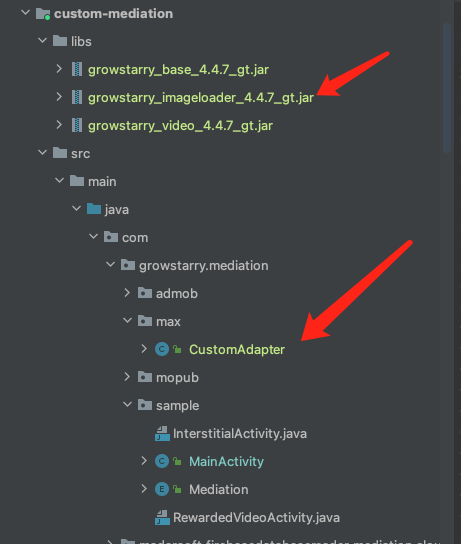 custom-mediation
libs
growstarry_base_4.4.7_gt.jar
growstarry_imageloader_4.4.7_gt.jar
growstarry_video_4.4.7_gt.jar
src
main
java
com
growstarry.mediation
admob
max
C CustomAdapter
mopub
sample
InterstitialActivity.java
C MainActivity
E Mediation
RewardedVideoActivity.java